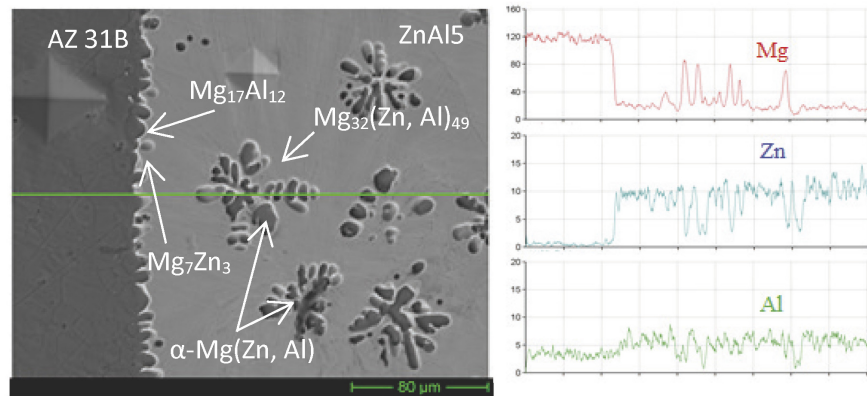 AZ 31B
ZnAl5
Mg₁₇Al₁₂
Mg₃₂(Zn, Al)₄₉
Mg₇Zn₃
α-Mg(Zn, Al)
80 µm
160
120
80
40
0
Mg
20
15
10
5
0
Zn
20
15
10
5
0
Al